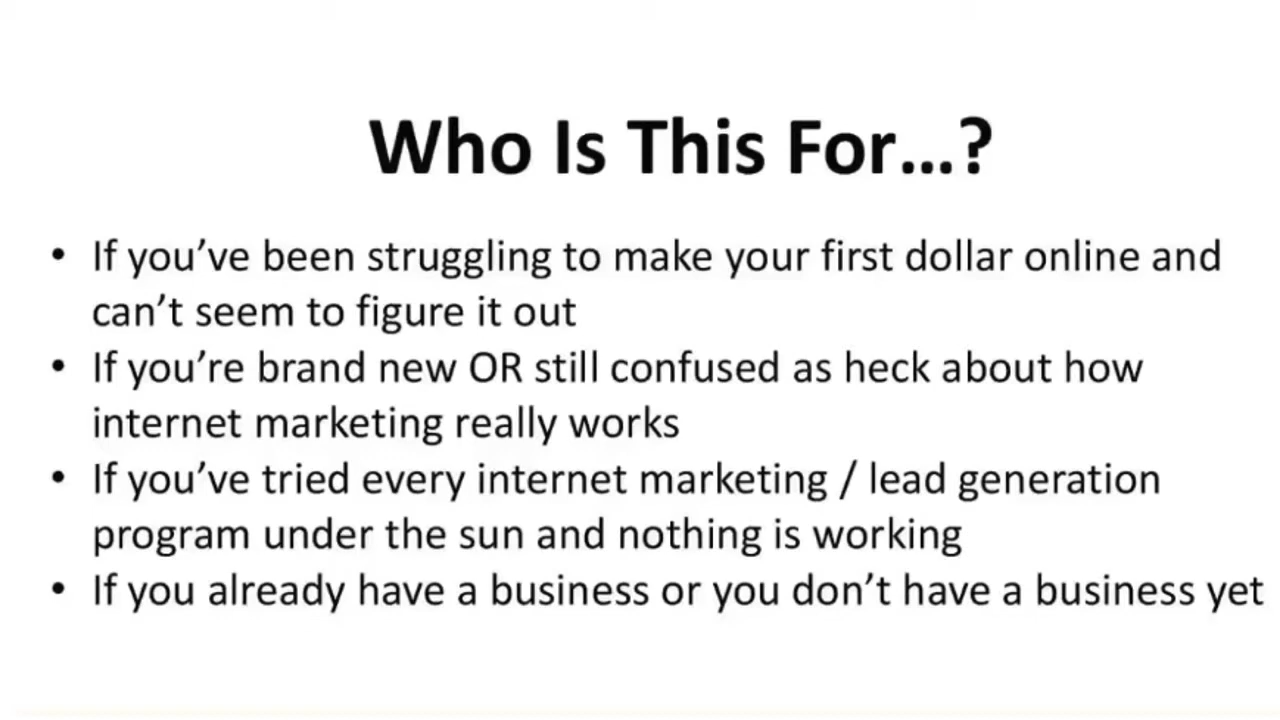 Who Is This For...?
• If you’ve been struggling to make your first dollar online and
can’t seem to figure it out
• If you’re brand new OR still confused as heck about how
internet marketing really works
• If you’ve tried every internet marketing / lead generation
program under the sun and nothing is working
• If you already have a business or you don’t have a business yet